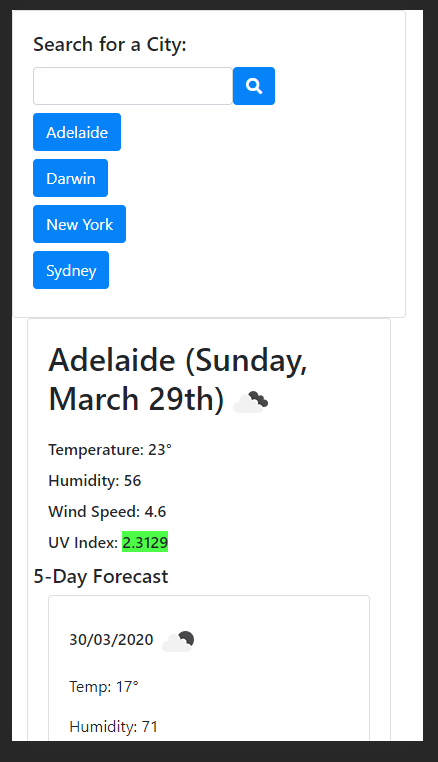 Search for a City:
Adelaide
Darwin
New York
Sydney
Adelaide (Sunday,
March 29th)
Temperature: 23°
Humidity: 56
Wind Speed: 4.6
UV Index: 2.3129
5-Day Forecast
30/03/2020
Temp: 17°
Humidity: 71